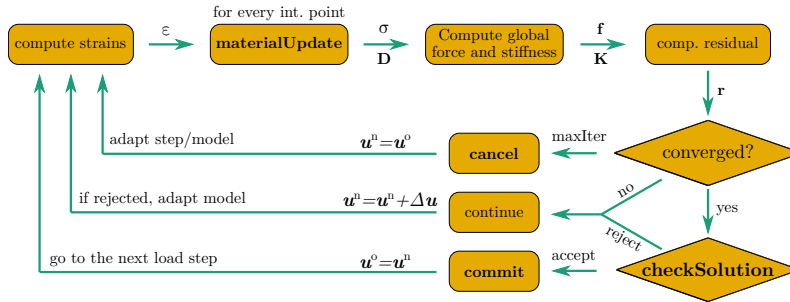 for every int. point
compute strains
ε
materialUpdate
σ
D
Compute global
force and stiffness
f
K
comp. residual
r
adapt step/model
uⁿ=uᵒ
cancel
maxIter
converged?
if rejected, adapt model
uⁿ=uⁿ+Δu
continue
no
yes
reject
go to the next load step
uᵒ=uⁿ
commit
accept
checkSolution